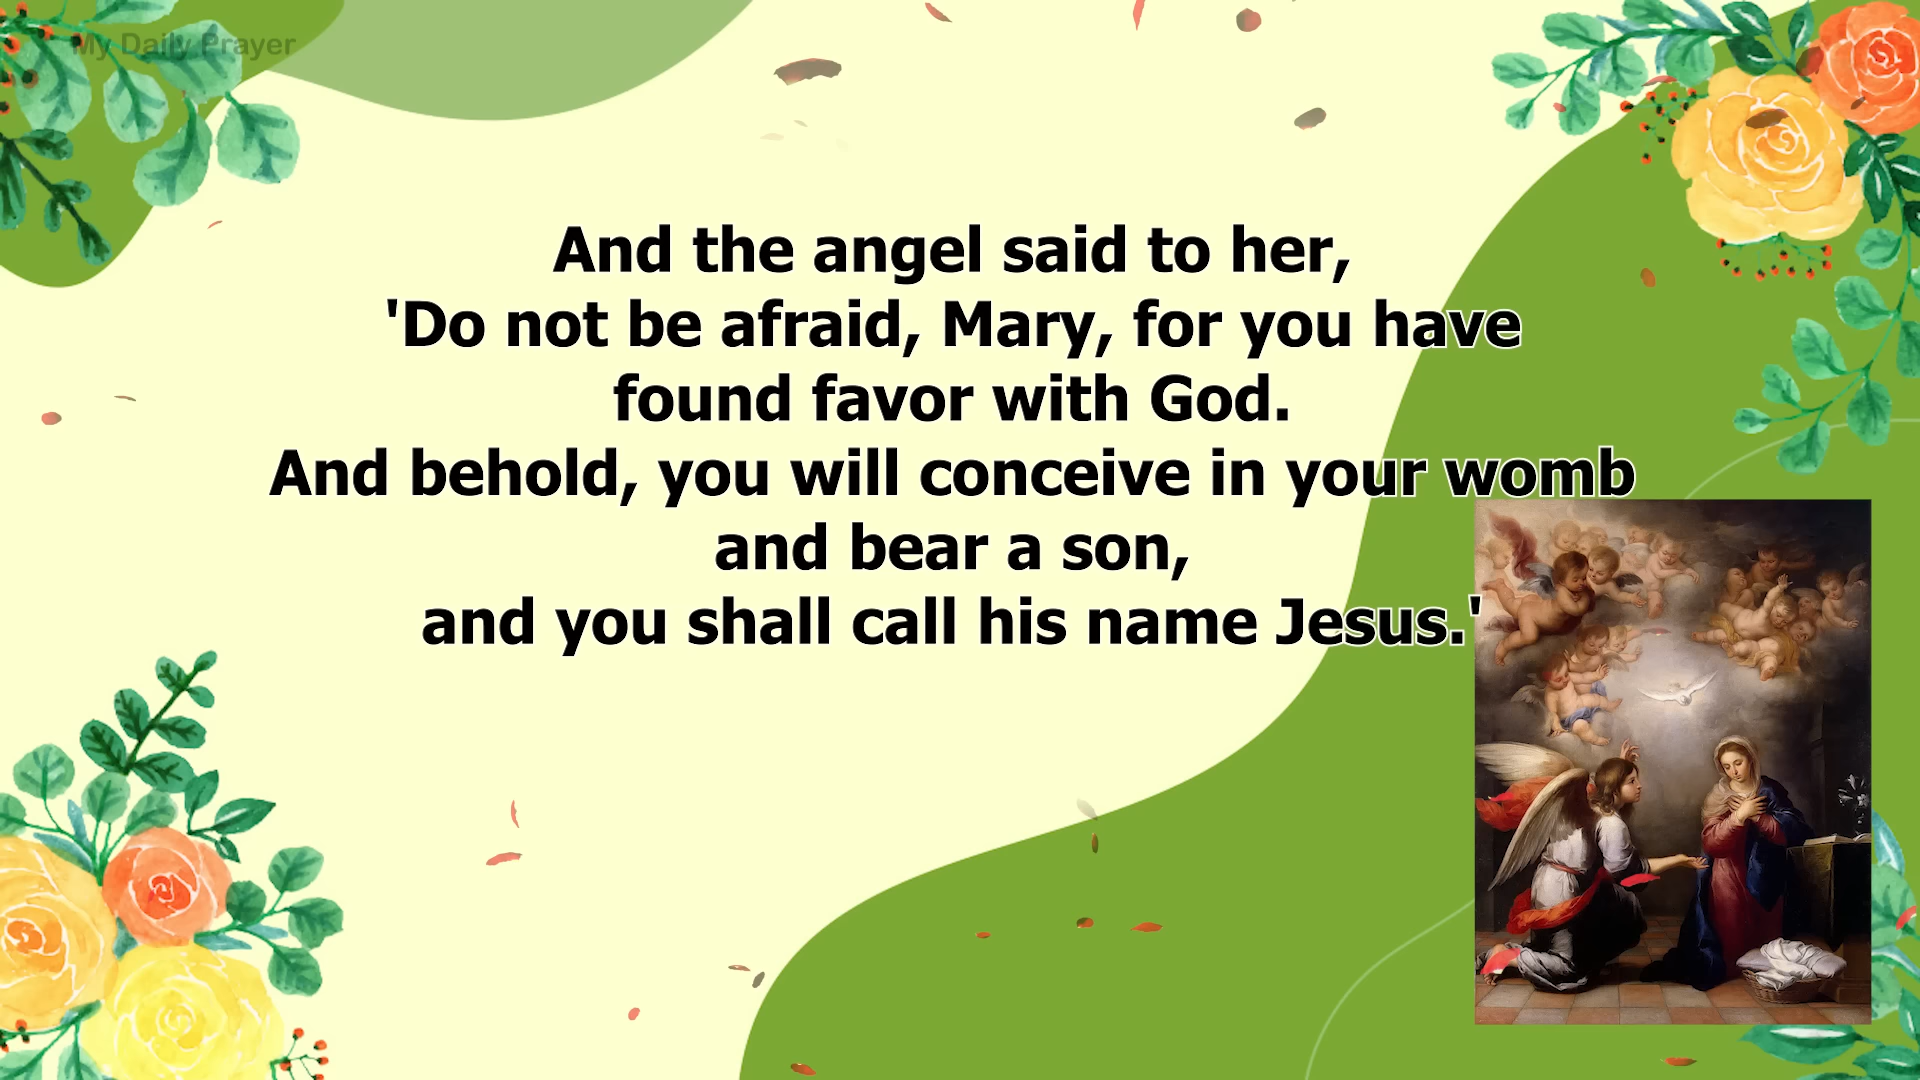 My Daily Prayer
And the angel said to her,
'Do not be afraid, Mary, for you have
found favor with God.
And behold, you will conceive in your womb
and bear a son,
and you shall call his name Jesus.'